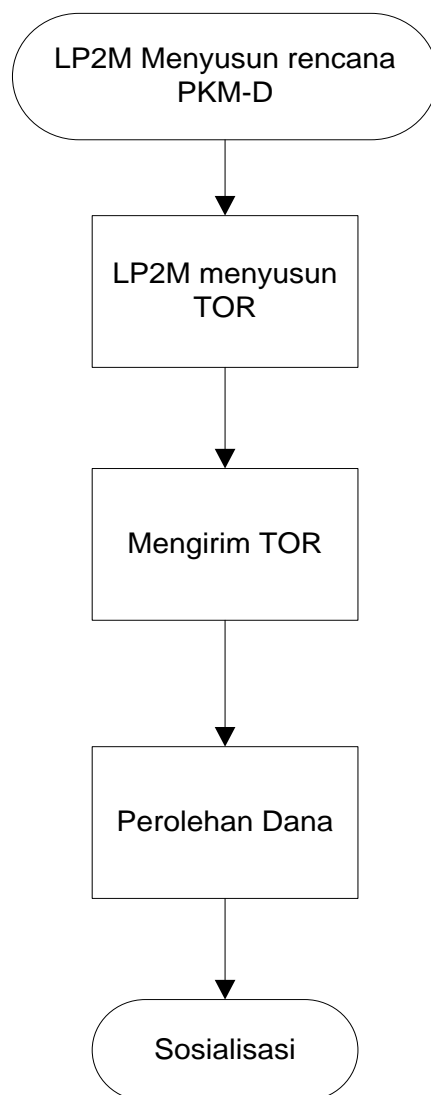 LP2M Menyusun rencana
PKM-D
LP2M menyusun
TOR
Mengirim TOR
Perolehan Dana
Sosialisasi